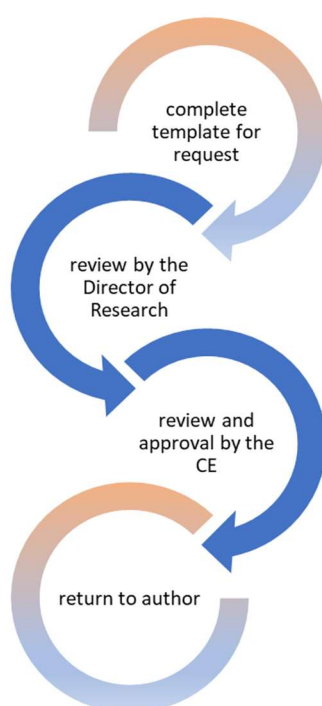 complete
template for
request
review by the
Director of
Research
review and
approval by the
CE
return to author